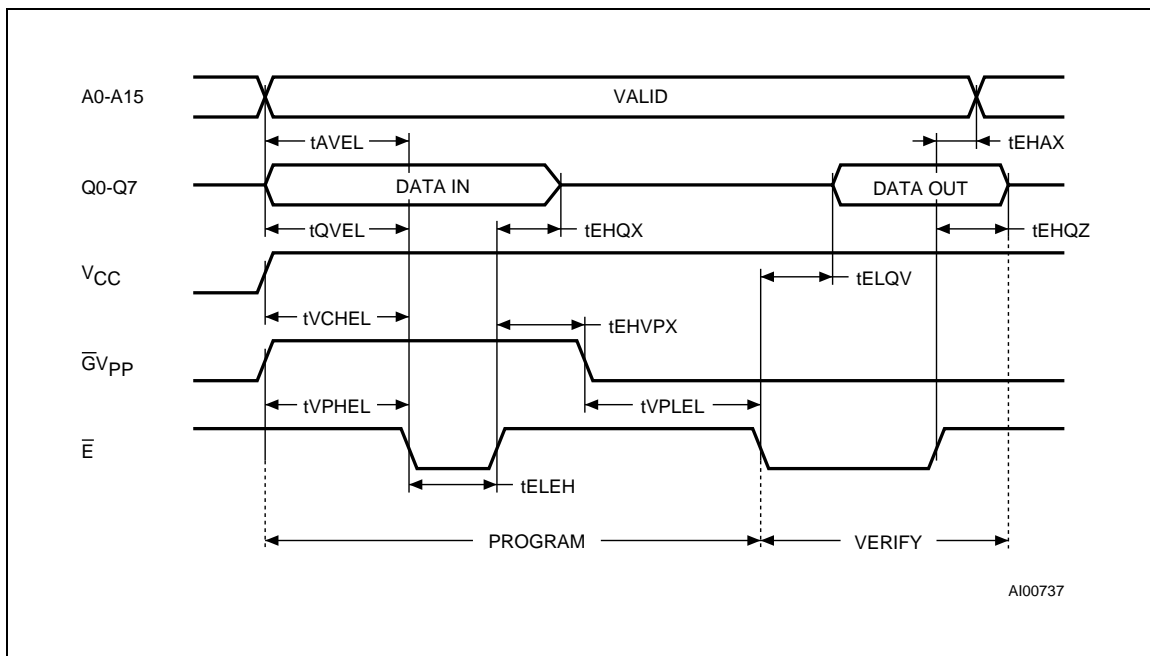 A0-A15
VALID
tAVEL
tEHAX
Q0-Q7
DATA IN
DATA OUT
tQVEL
tEHQX
tEHQZ
VCC
tELQV
tVCHEL
tEHVPX
G̅VPP
tVPHEL
tVPLEL
E̅
tELEH
PROGRAM
VERIFY
AI00737